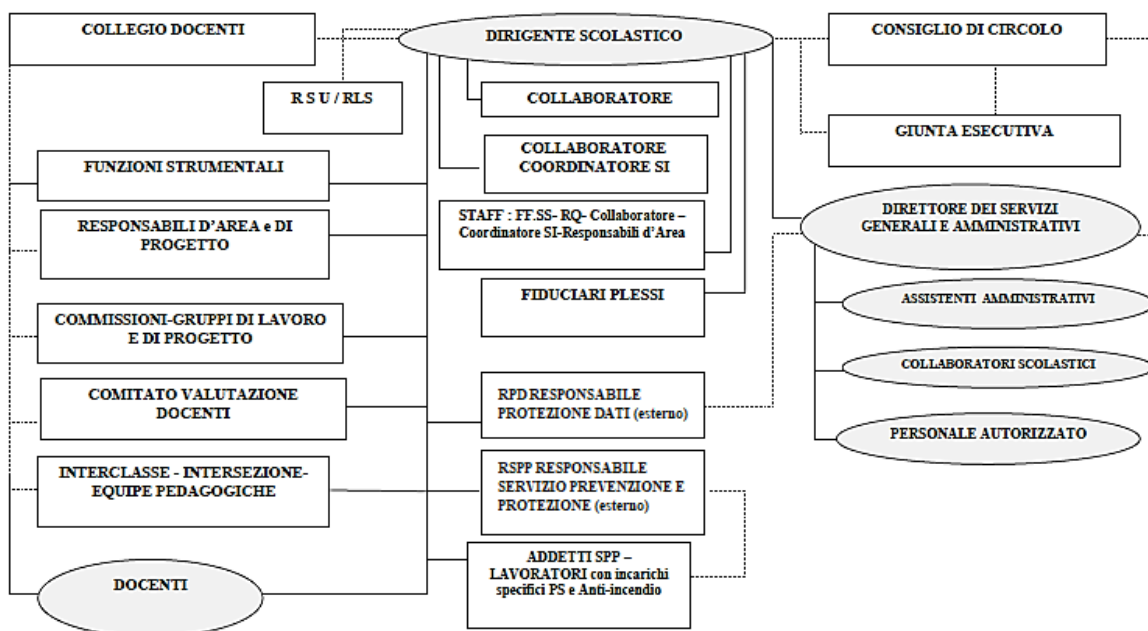 COLLEGIO DOCENTI
DIRIGENTE SCOLASTICO
CONSIGLIO DI CIRCOLO
R S U / RLS
COLLABORATORE
GIUNTA ESECUTIVA
FUNZIONI STRUMENTALI
COLLABORATORE
COORDINATORE SI
RESPONSABILI D'AREA e DI
PROGETTO
STAFF : FF.SS- RQ- Collaboratore –
Coordinatore SI-Responsabili d'Area
DIRETTORE DEI SERVIZI
GENERALI E AMMINISTRATIVI
FIDUCIARI PLESSI
ASSISTENTI AMMINISTRATIVI
COMMISSIONI-GRUPPI DI LAVORO
E DI PROGETTO
COLLABORATORI SCOLASTICI
COMITATO VALUTAZIONE
DOCENTI
RPD RESPONSABILE
PROTEZIONE DATI (esterno)
PERSONALE AUTORIZZATO
INTERCLASSE - INTERSEZIONE-
EQUIPE PEDAGOGICHE
RSPP RESPONSABILE
SERVIZIO PREVENZIONE E
PROTEZIONE (esterno)
DOCENTI
ADDETTI SPP –
LAVORATORI con incarichi
specifici PS e Anti-incendio